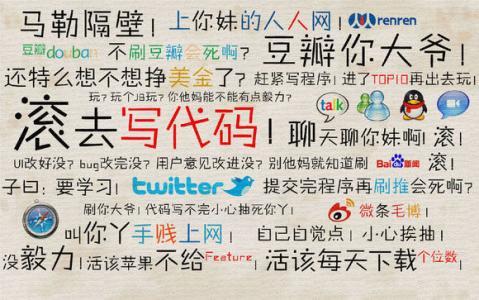 马勒隔壁！上你妹的人人网！renren
豆瓣douban 不刷豆瓣会死啊？豆瓣你大爷！
还特么想不想挣美金了？赶紧写程序！进了TOP10再出去玩！
玩？玩个JB玩？你他妈能不能有点毅力？
滚去写代码！talk
聊天聊你妹啊！滚！
UI改好没？bug改完没？用户意见改进没？别他妈就知道刷Bai du 新闻 滚！
子曰：要学习！twitter 提交完程序再刷推会死啊？
刷你大爷！代码写不完小心抽死你丫！微条毛博！
叫你丫手贱上网！自己自觉点！小心挨抽！
没毅力！活该苹果不给Feature！活该每天下载个位数！